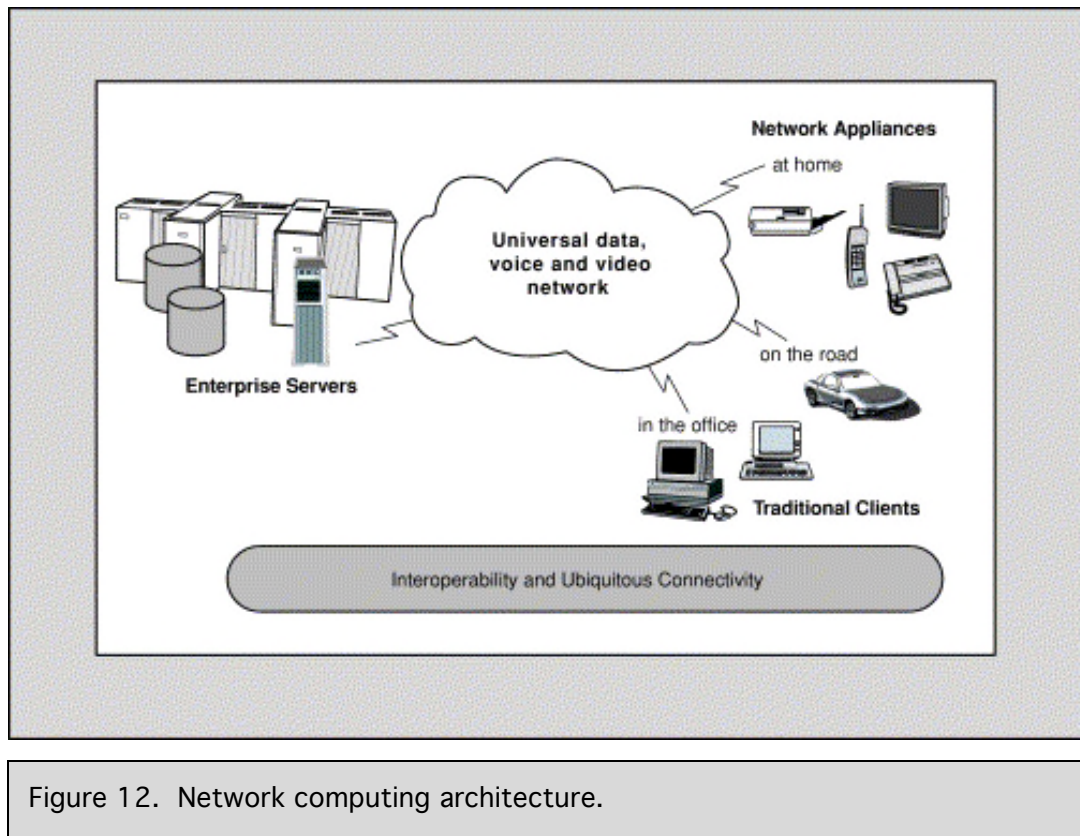 Network Appliances
at home
Universal data,
voice and video
network
on the road
Enterprise Servers
in the office
Traditional Clients
Interoperability and Ubiquitous Connectivity
Figure 12. Network computing architecture.